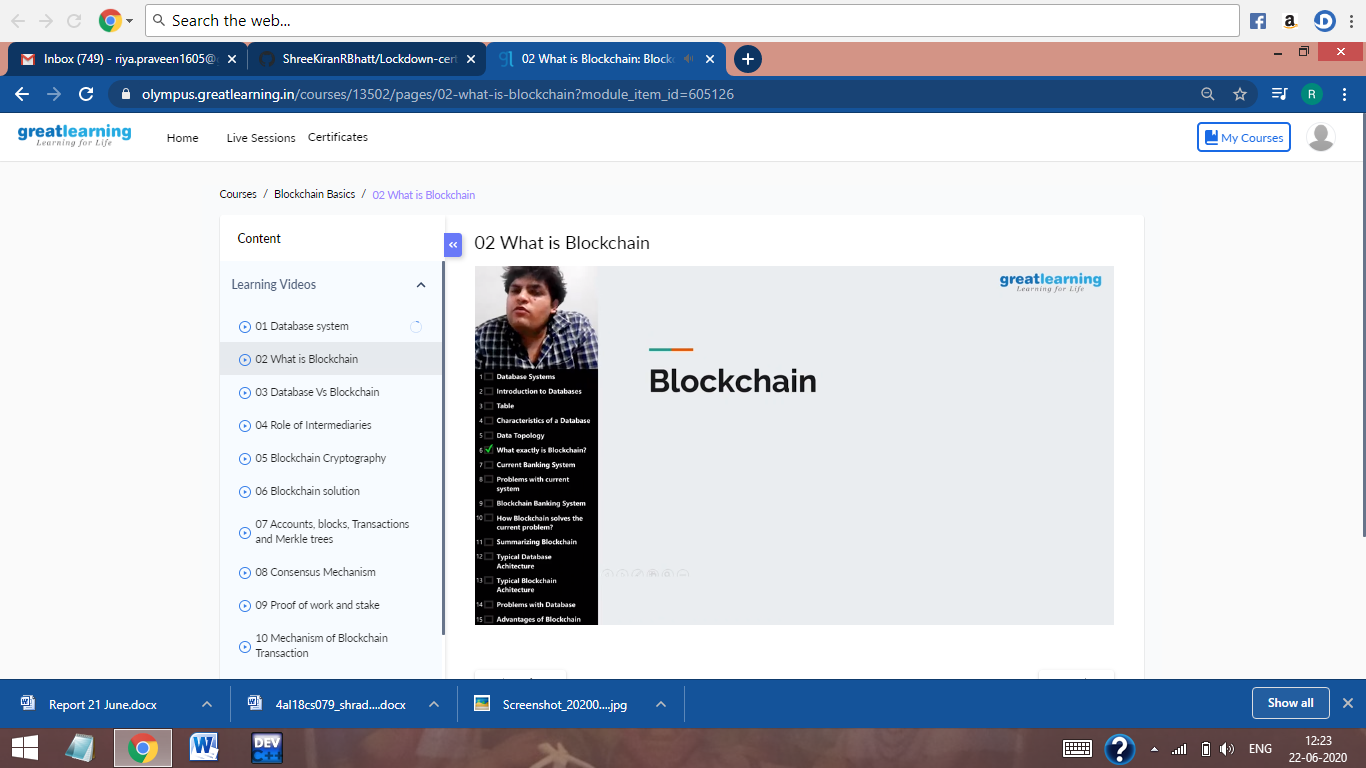 Search the web...
Inbox (749) - riya.praveen1605@g
ShreeKiranRBhatt/Lockdown-cert
02 What is Blockchain: Blockc
olympus.greatlearning.in/courses/13502/pages/02-what-is-blockchain?module_item_id=605126
R
greatlearning
Learning for Life
Home
Live Sessions
Certificates
My Courses
Courses / Blockchain Basics / 02 What is Blockchain
Content
Learning Videos
01 Database system
02 What is Blockchain
03 Database Vs Blockchain
04 Role of Intermediaries
05 Blockchain Cryptography
06 Blockchain solution
07 Accounts, blocks, Transactions
and Merkle trees
08 Consensus Mechanism
09 Proof of work and stake
10 Mechanism of Blockchain
Transaction
02 What is Blockchain
greatlearning
Learning for Life
Blockchain
1 Database Systems
2 Introduction to Databases
3 Table
4 Characteristics of a Database
5 Data Topology
6 What exactly is Blockchain?
7 Current Banking System
8 Problems with current
system
9 Blockchain Banking System
10 How Blockchain solves the
current problem?
11 Summarizing Blockchain
12 Typical Database
Achitecture
13 Typical Blockchain
Achitecture
14 Problems with Database
15 Advantages of Blockchain
Report 21 June.docx
4al18cs079_shrad....docx
Screenshot_20200....jpg
Show all
DEV
C++
ENG
12:23
22-06-2020